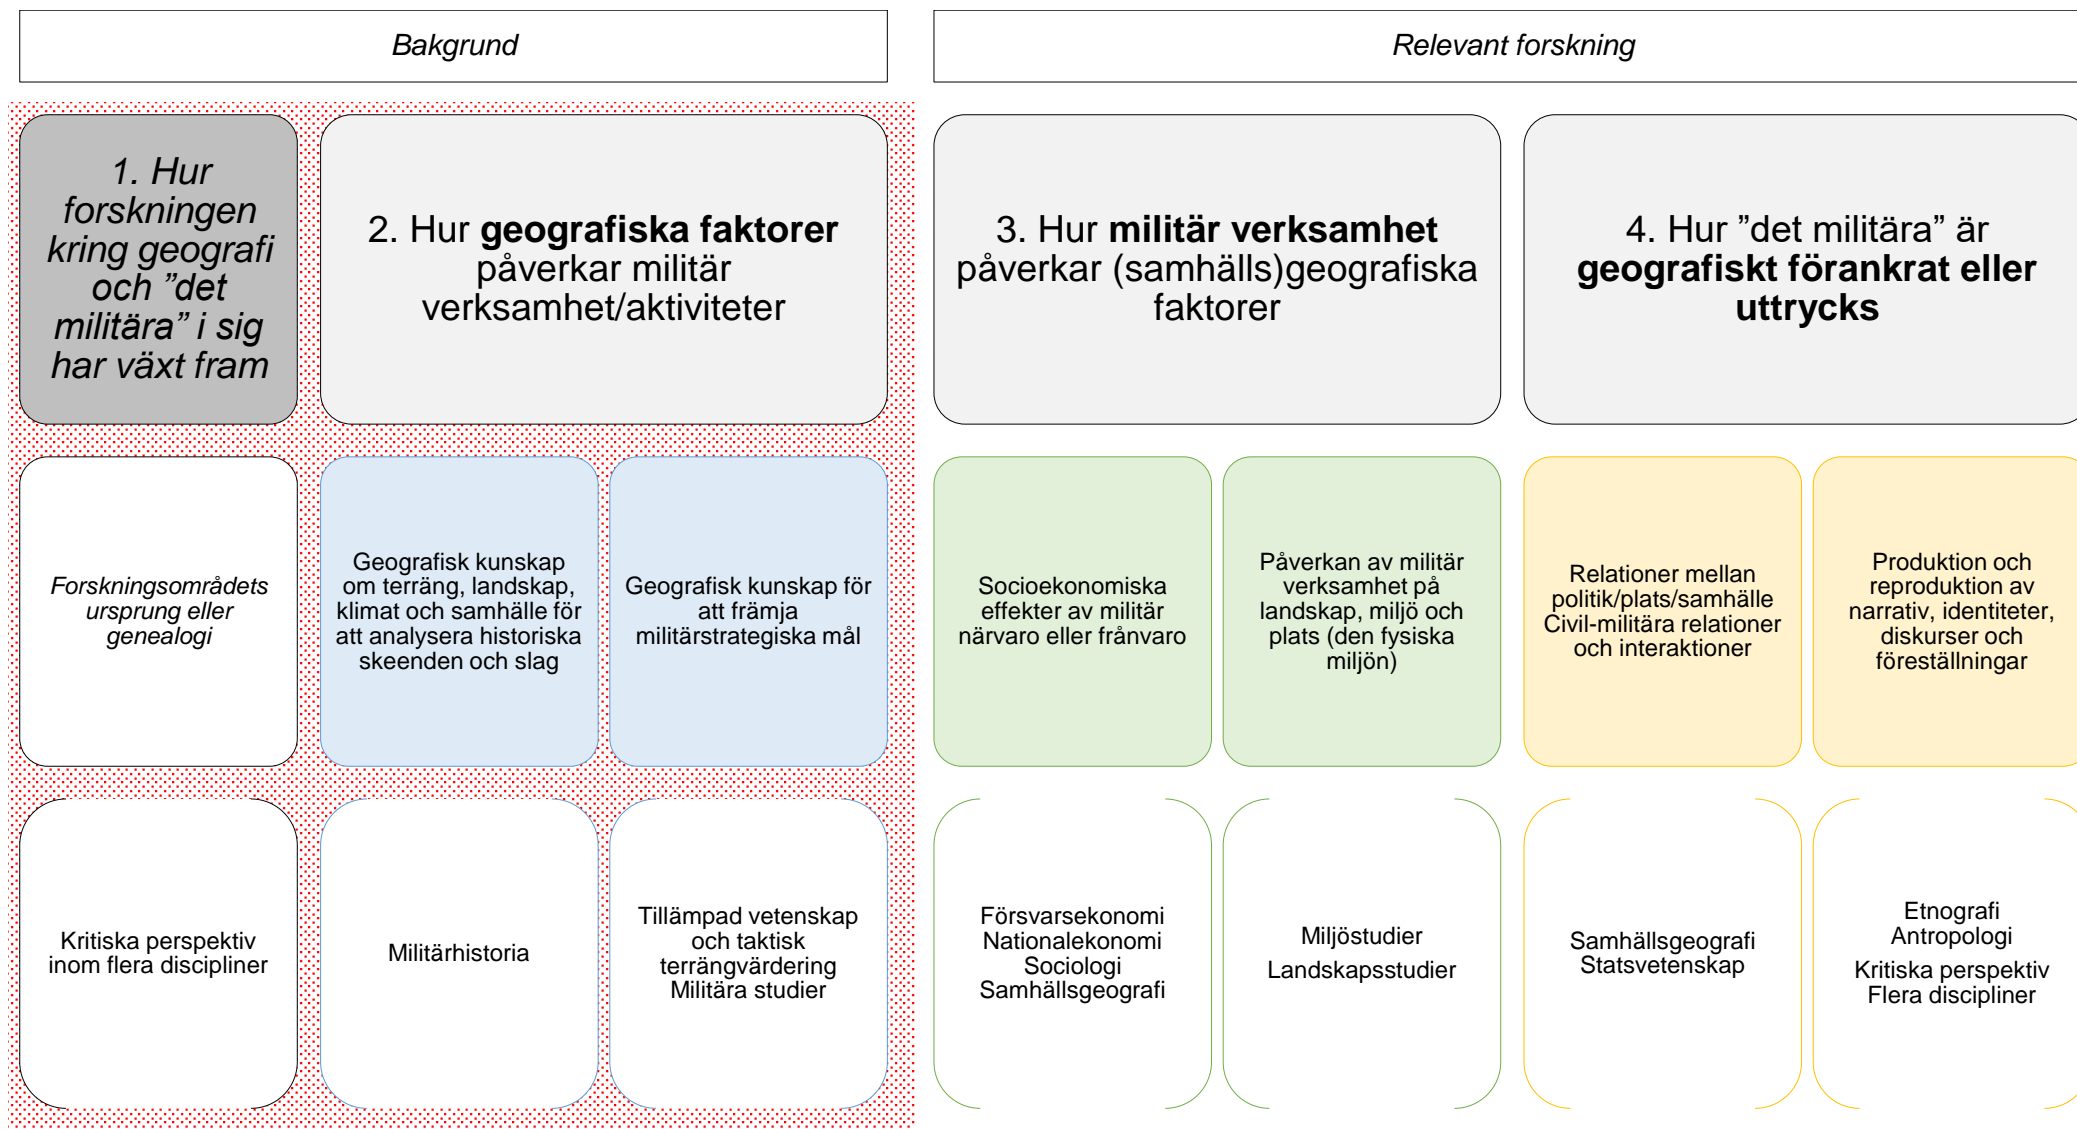 Bakgrund
Relevant forskning
1. Hur
forskningen
kring geografi
och ”det
militära” i sig
har växt fram
2. Hur geografiska faktorer
påverkar militär
verksamhet/aktiviteter
3. Hur militär verksamhet
påverkar (samhälls)geografiska
faktorer
4. Hur ”det militära” är
geografiskt förankrat eller
uttrycks
Forskningsområdets
ursprung eller
genealogi
Geografisk kunskap
om terräng, landskap,
klimat och samhälle för
att analysera historiska
skeenden och slag
Geografisk kunskap för
att främja
militärstrategiska mål
Socioekonomiska
effekter av militär
närvaro eller frånvaro
Påverkan av militär
verksamhet på
landskap, miljö och
plats (den fysiska
miljön)
Relationer mellan
politik/plats/samhälle
Civil-militära relationer
och interaktioner
Produktion och
reproduktion av
narrativ, identiteter,
diskurser och
föreställningar
Kritiska perspektiv
inom flera discipliner
Militärhistoria
Tillämpad vetenskap
och taktisk
terrängvärdering
Militära studier
Försvarsekonomi
Nationalekonomi
Sociologi
Samhällsgeografi
Miljöstudier
Landskapsstudier
Samhällsgeografi
Statsvetenskap
Etnografi
Antropologi
Kritiska perspektiv
Flera discipliner